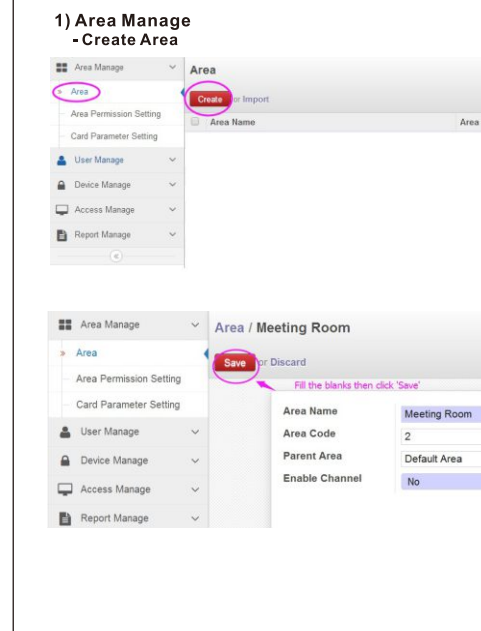 1) Area Manage
- Create Area
Area Manage
Area
Area Permission Setting
Card Parameter Setting
User Manage
Device Manage
Access Manage
Report Manage
Area
Create or Import
Area Name Area
Area Manage
Area
Area Permission Setting
Card Parameter Setting
User Manage
Device Manage
Access Manage
Report Manage
Area / Meeting Room
Save or Discard
Fill the blanks then click 'Save'
Area Name Meeting Room
Area Code 2
Parent Area Default Area
Enable Channel No